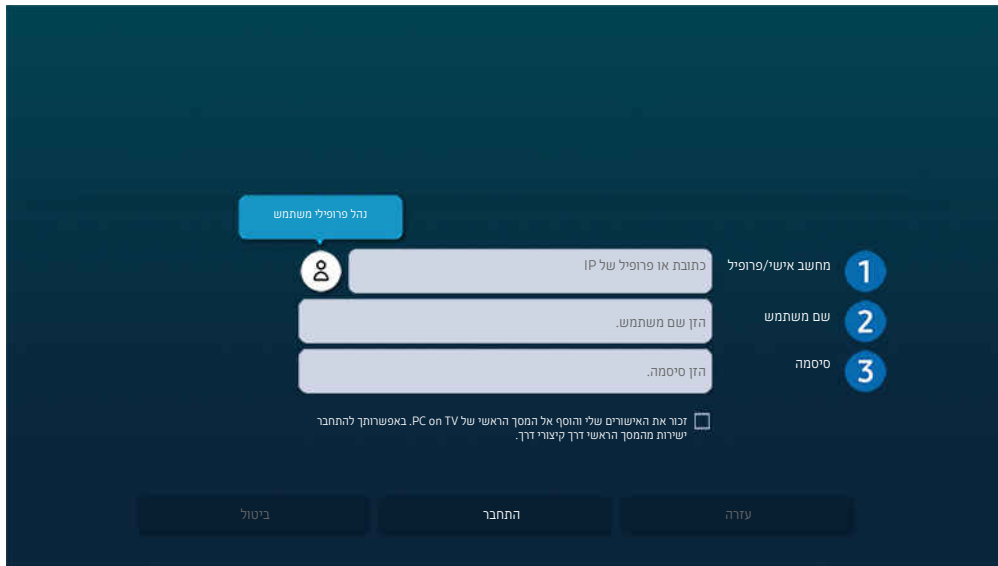 נהל פרופילי משתמש
1 מחשב אישי/פרופיל כתובת או פרופיל של IP
2 שם משתמש הזן שם משתמש.
3 סיסמה הזן סיסמה.
זכור את האישורים שלי והוסף אל המסך הראשי של PC on TV. באפשרותך להתחבר
ישירות מהמסך הראשי דרך קיצורי דרך.
עזרה התחבר ביטול